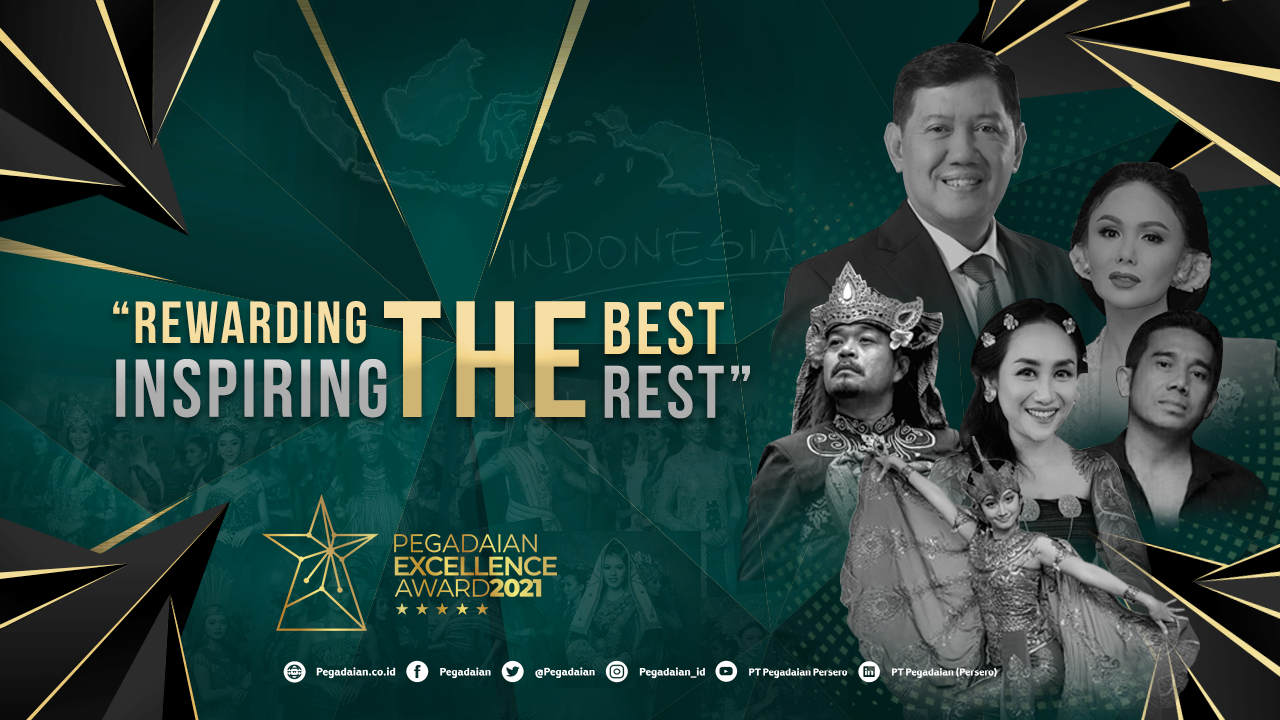 INDONESIA
“REWARDING THE BEST
INSPIRING REST”
PEGADAIAN
EXCELLENCE
AWARD2021
Pegadaian.co.id Pegadaian @Pegadaian Pegadaian_id PT Pegadaian Persero PT Pegadaian (Persero)